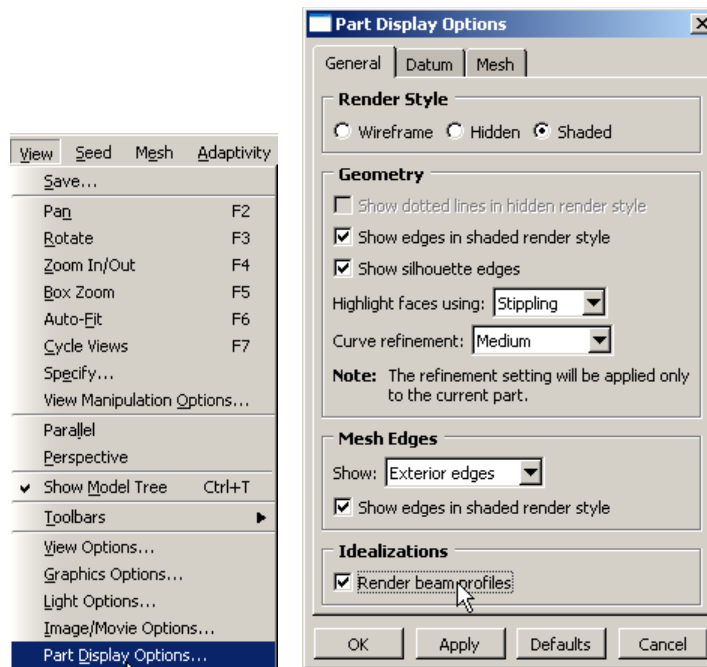 View Seed Mesh Adaptivity
Save...
Pan F2
Rotate F3
Zoom In/Out F4
Box Zoom F5
Auto-Fit F6
Cycle Views F7
Specify...
View Manipulation Options...
Parallel
Perspective
Show Model Tree Ctrl+T
Toolbars
View Options...
Graphics Options...
Light Options...
Image/Movie Options...
Part Display Options...
Part Display Options
General Datum Mesh
Render Style
Wireframe Hidden Shaded
Geometry
Show dotted lines in hidden render style
Show edges in shaded render style
Show silhouette edges
Highlight faces using: Stippling
Curve refinement: Medium
Note: The refinement setting will be applied only
to the current part.
Mesh Edges
Show: Exterior edges
Show edges in shaded render style
Idealizations
Render beam profiles
OK Apply Defaults Cancel